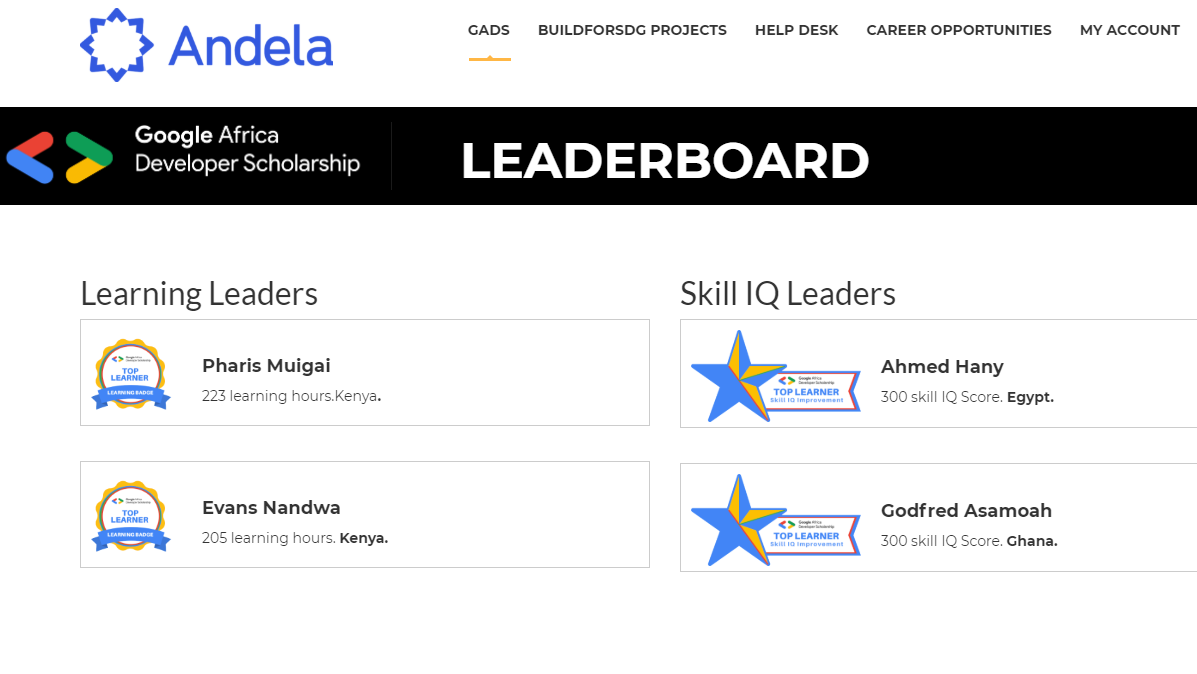 Andela
GADS BUILDFORSDG PROJECTS HELP DESK CAREER OPPORTUNITIES MY ACCOUNT
Google Africa
Developer Scholarship
LEADERBOARD
Learning Leaders
Google Africa
Developer Scholarship
TOP
LEARNER
LEARNING BADGE
Pharis Muigai
223 learning hours.Kenya.
Google Africa
Developer Scholarship
TOP
LEARNER
LEARNING BADGE
Evans Nandwa
205 learning hours. Kenya.
Skill IQ Leaders
Google Africa
Developer Scholarship
TOP LEARNER
Skill IQ Improvement
Ahmed Hany
300 skill IQ Score. Egypt.
Google Africa
Developer Scholarship
TOP LEARNER
Skill IQ Improvement
Godfred Asamoah
300 skill IQ Score. Ghana.